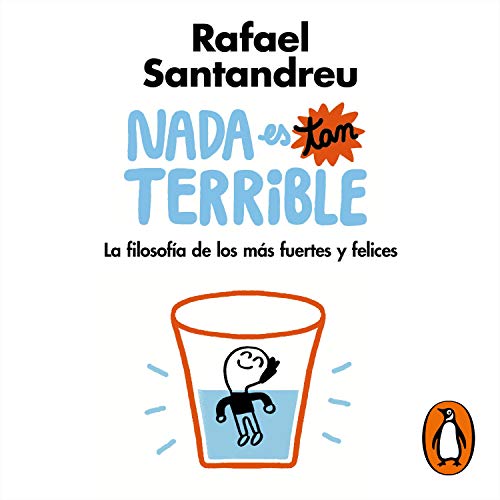 Rafael
Santandreu
NADA es tan
TERRiBLE
La filosofía de los más fuertes y felices